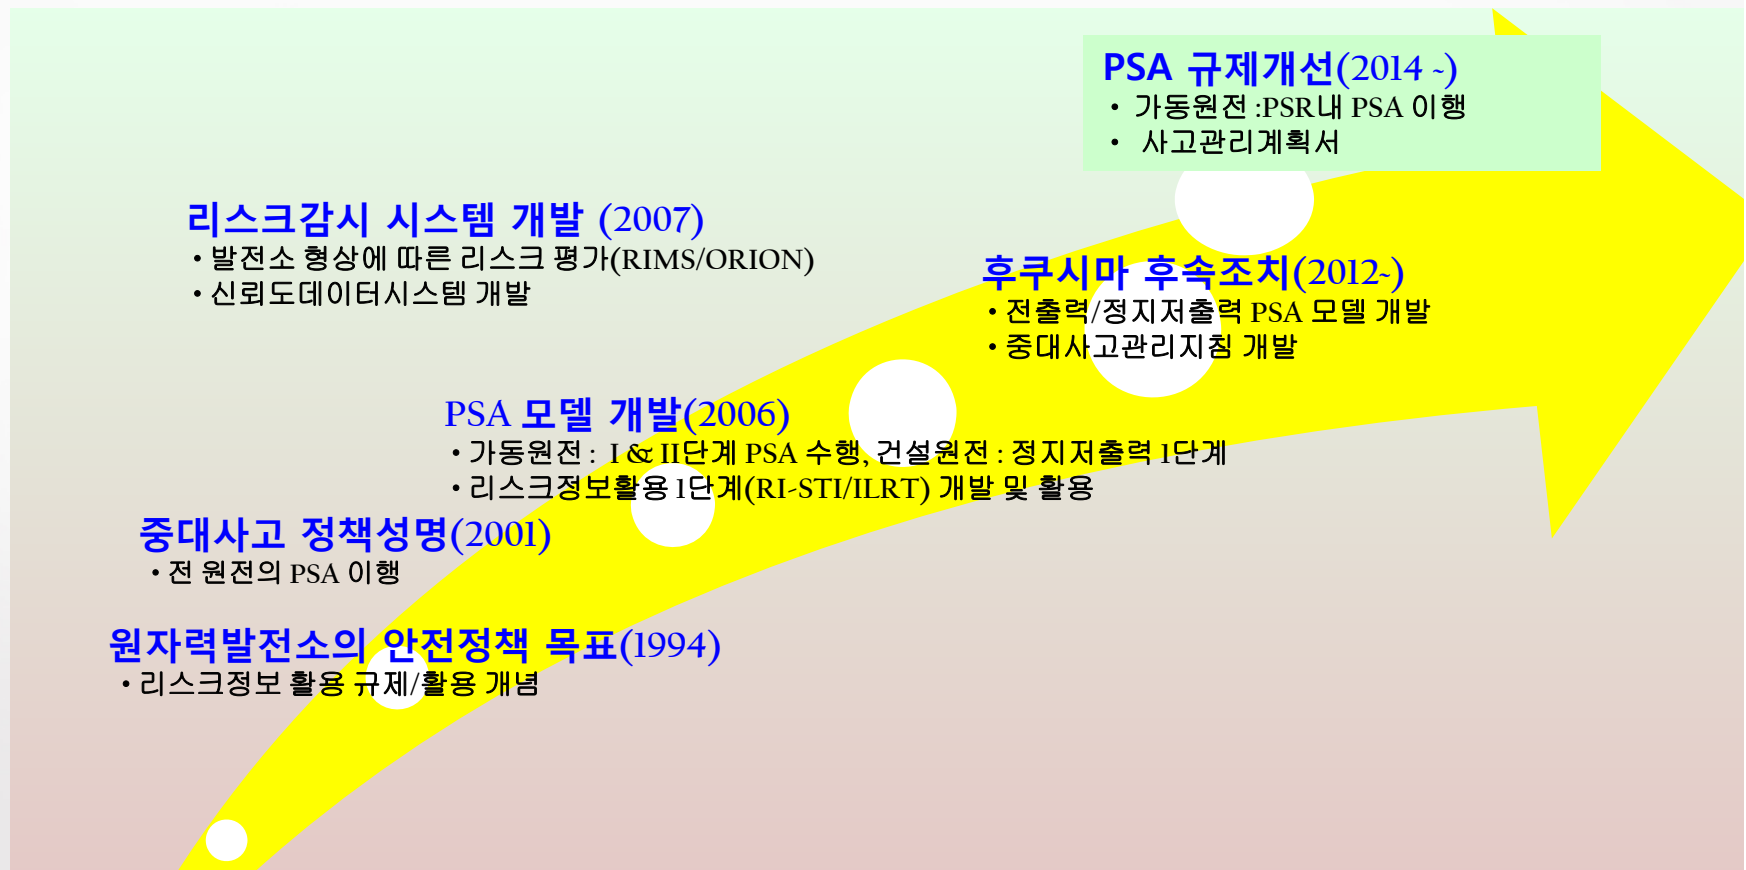 PSA 규제개선(2014 ~)
• 가동원전 :PSR내 PSA 이행
• 사고관리계획서
리스크감시 시스템 개발 (2007)
• 발전소 형상에 따른 리스크 평가(RIMS/ORION)
• 신뢰도데이터시스템 개발
후쿠시마 후속조치(2012~)
• 전출력/정지저출력 PSA 모델 개발
• 중대사고관리지침 개발
PSA 모델 개발(2006)
• 가동원전 : I & II단계 PSA 수행, 건설원전 : 정지저출력 1단계
• 리스크정보활용 1단계(RI-STI/ILRT) 개발 및 활용
중대사고 정책성명(2001)
• 전 원전의 PSA 이행
원자력발전소의 안전정책 목표(1994)
• 리스크정보 활용 규제/활용 개념